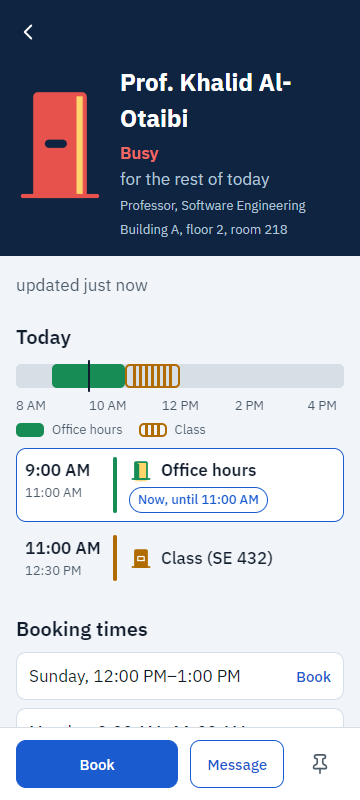 Prof. Khalid Al-
Otaibi
Busy
for the rest of today
Professor, Software Engineering
Building A, floor 2, room 218
updated just now
Today
8 AM 10 AM 12 PM 2 PM 4 PM
Office hours Class
9:00 AM Office hours
11:00 AM Now, until 11:00 AM
11:00 AM Class (SE 432)
12:30 PM
Booking times
Sunday, 12:00 PM–1:00 PM Book
Book Message